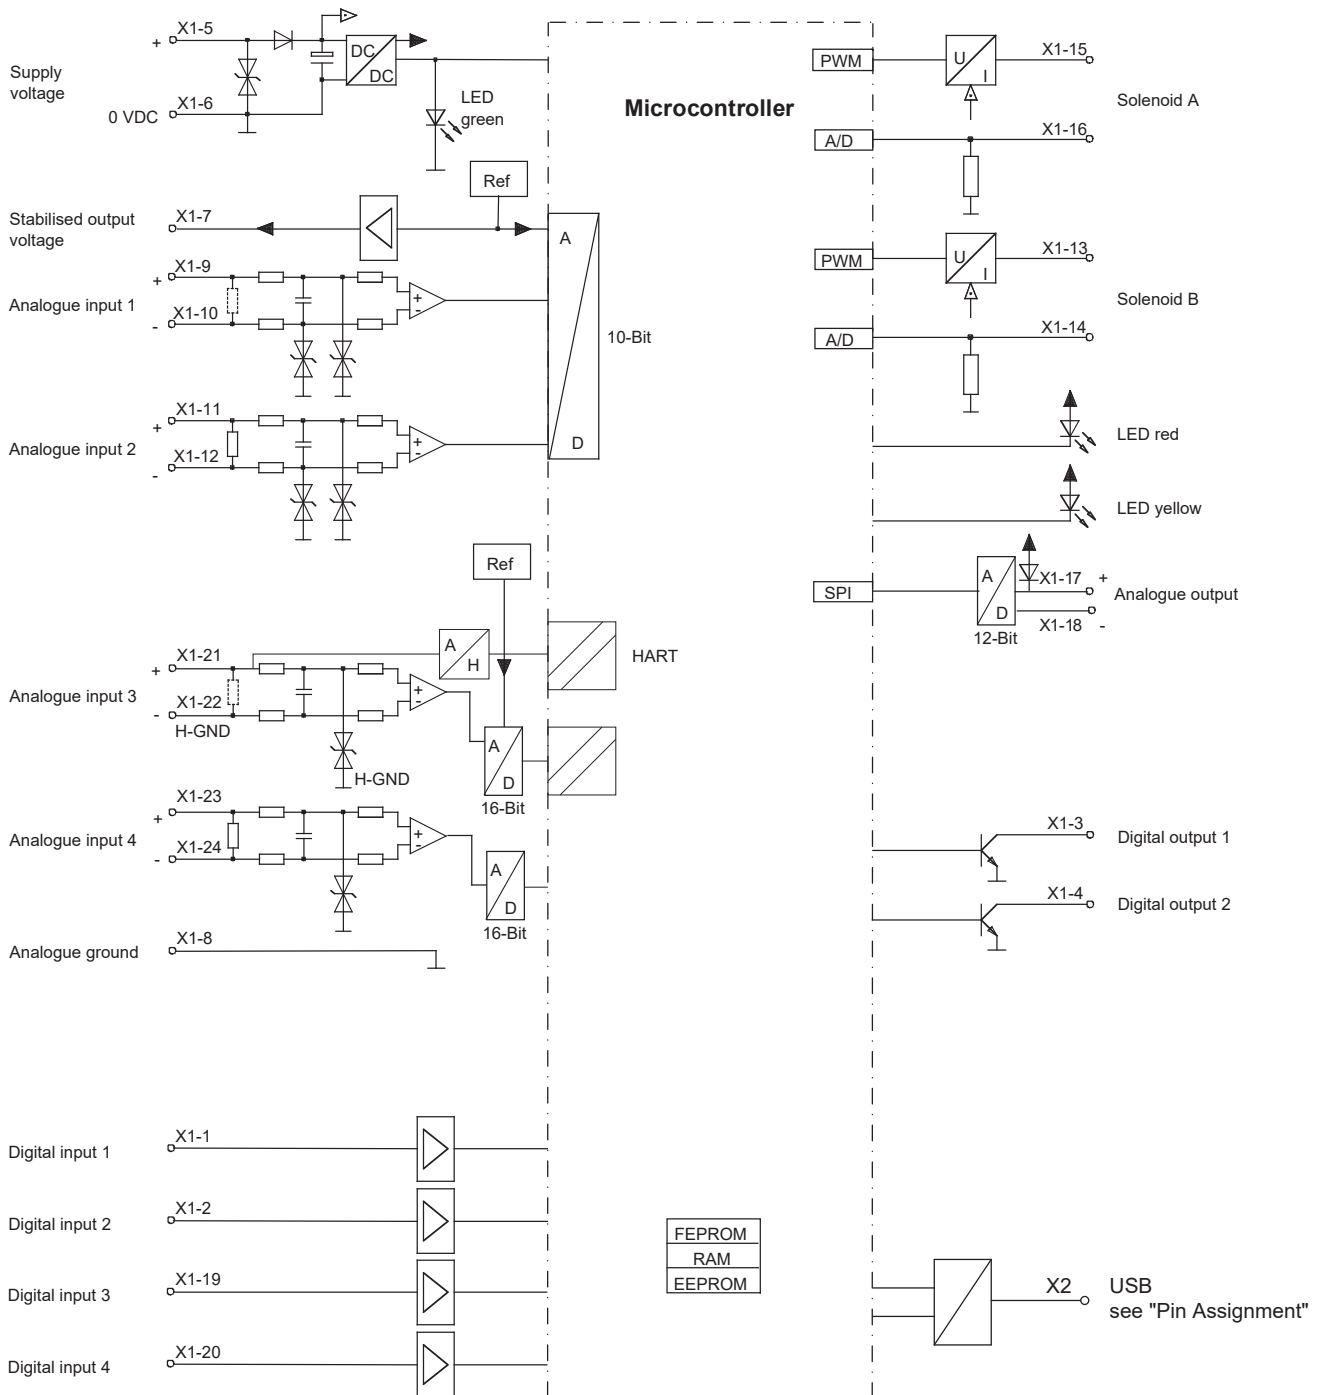 X1-5
+
DC
DC
Supply
voltage
X1-6
0 VDC
LED
green
Microcontroller
PWM
U
I
X1-15
Solenoid A
A/D
X1-16
Ref
Stabilised output
voltage
X1-7
A
D
10-Bit
X1-9
+
Analogue input 1
X1-10
-
+
-
PWM
U
I
X1-13
Solenoid B
A/D
X1-14
X1-11
+
Analogue input 2
X1-12
-
+
-
LED red
LED yellow
Ref
SPI
A
D
12-Bit
X1-17
+
Analogue output
X1-18
-
A
H
HART
X1-21
+
Analogue input 3
X1-22
-
H-GND
+
-
H-GND
A
D
16-Bit
X1-23
+
Analogue input 4
X1-24
-
+
-
A
D
16-Bit
X1-3
Digital output 1
X1-4
Digital output 2
Analogue ground
X1-8
Digital input 1
X1-1
Digital input 2
X1-2
Digital input 3
X1-19
Digital input 4
X1-20
FEPROM
RAM
EEPROM
X2
USB
see "Pin Assignment"